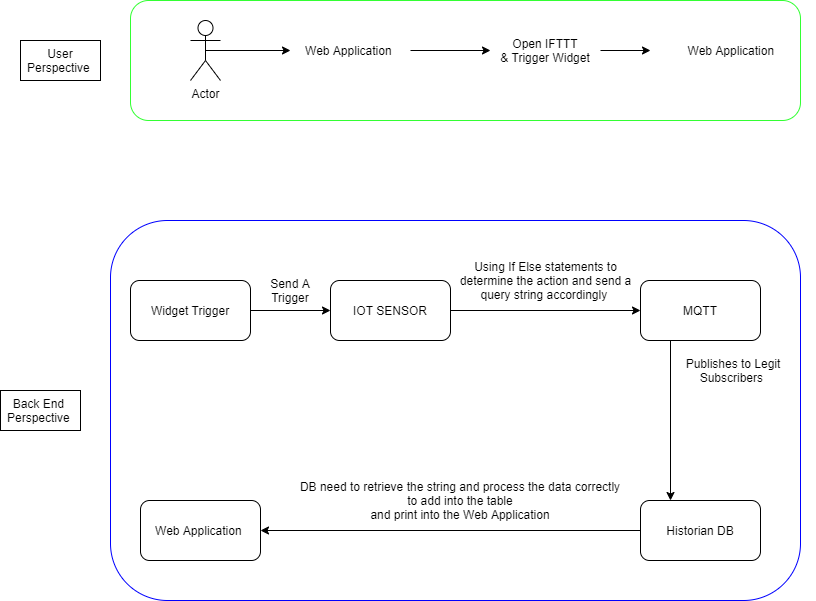 User
Perspective
Actor
Web Application
Open IFTTT
& Trigger Widget
Web Application
Back End
Perspective
Widget Trigger
Send A
Trigger
IOT SENSOR
Using If Else statements to
determine the action and send a
query string accordingly
MQTT
Publishes to Legit
Subscribers
Historian DB
DB need to retrieve the string and process the data correctly
to add into the table
and print into the Web Application
Web Application